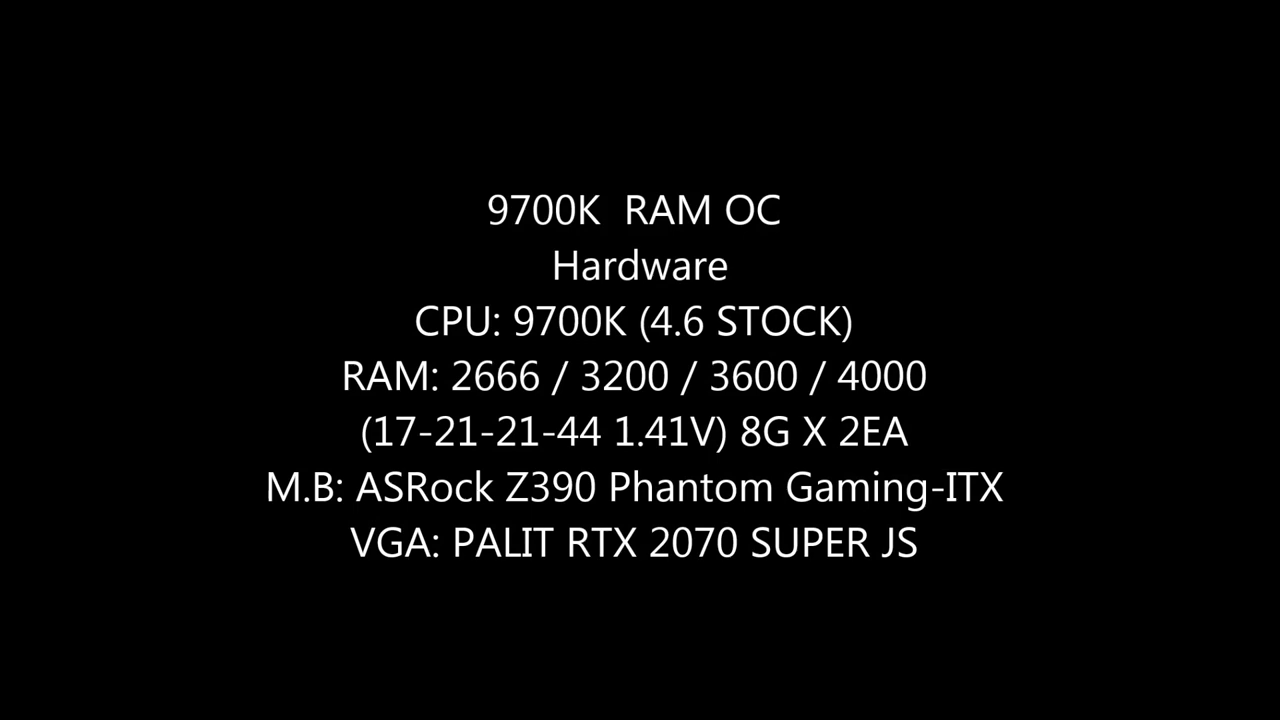 9700K  RAM OC
Hardware
CPU: 9700K (4.6 STOCK)
RAM: 2666 / 3200 / 3600 / 4000
(17-21-21-44 1.41V) 8G X 2EA
M.B: ASRock Z390 Phantom Gaming-ITX
VGA: PALIT RTX 2070 SUPER JS